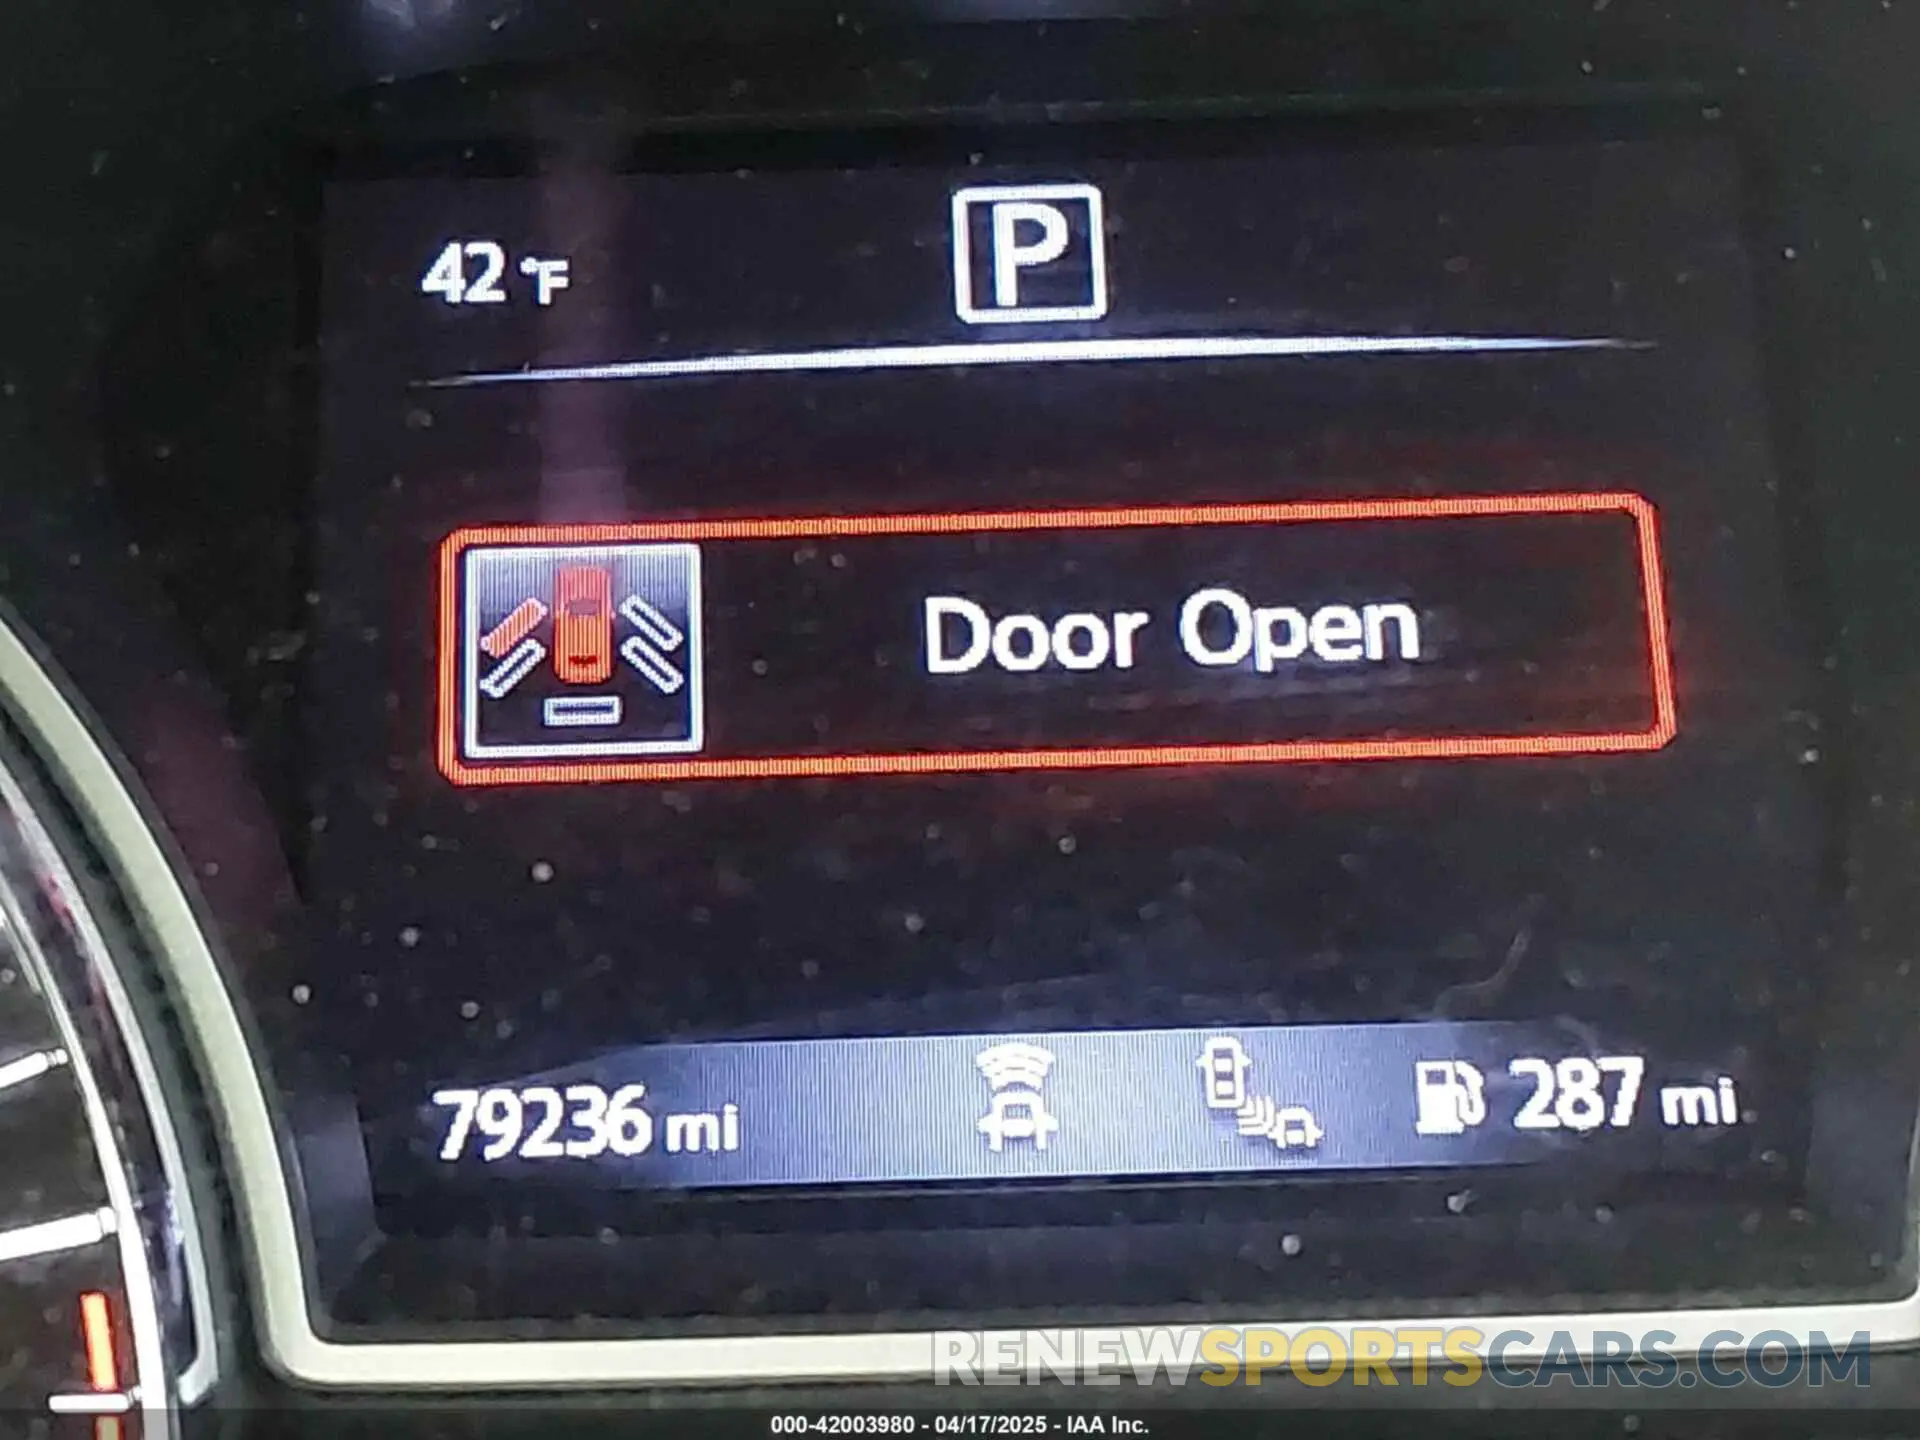 42 °F
P
Door Open
79236 mi
287 mi
RENEWSPORTSCARS.COM
000-42003980 - 04/17/2025 - IAA Inc.